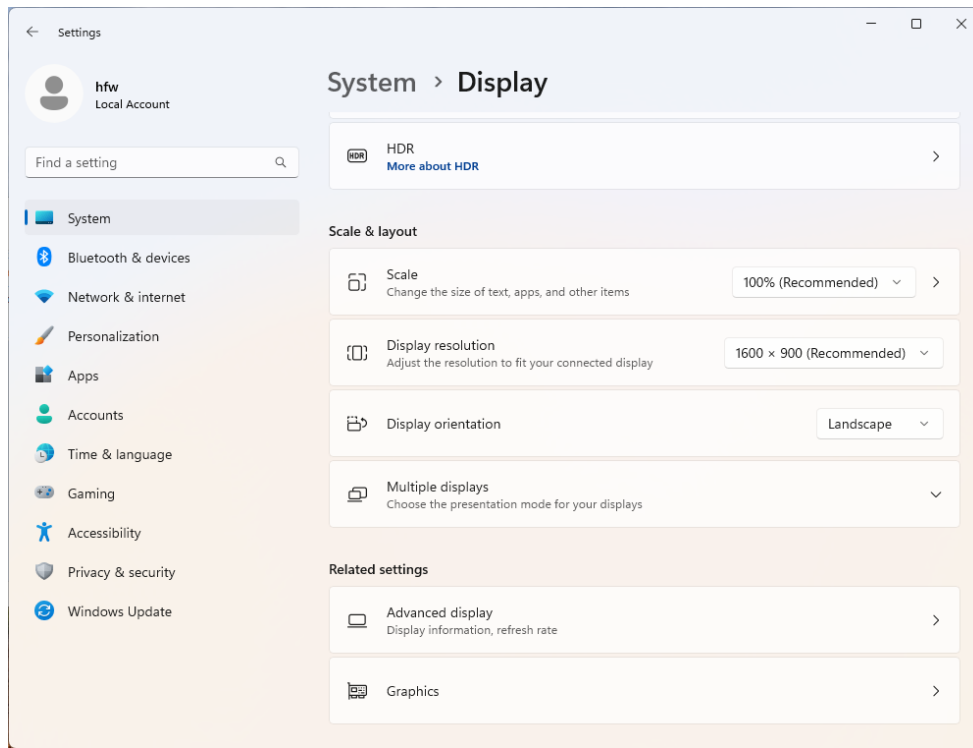 Settings
hfw
Local Account
Find a setting
System
Bluetooth & devices
Network & internet
Personalization
Apps
Accounts
Time & language
Gaming
Accessibility
Privacy & security
Windows Update
System > Display
HDR
HDR
More about HDR
Scale & layout
Scale
Change the size of text, apps, and other items
100% (Recommended)
Display resolution
Adjust the resolution to fit your connected display
1600 × 900 (Recommended)
Display orientation
Landscape
Multiple displays
Choose the presentation mode for your displays
Related settings
Advanced display
Display information, refresh rate
Graphics